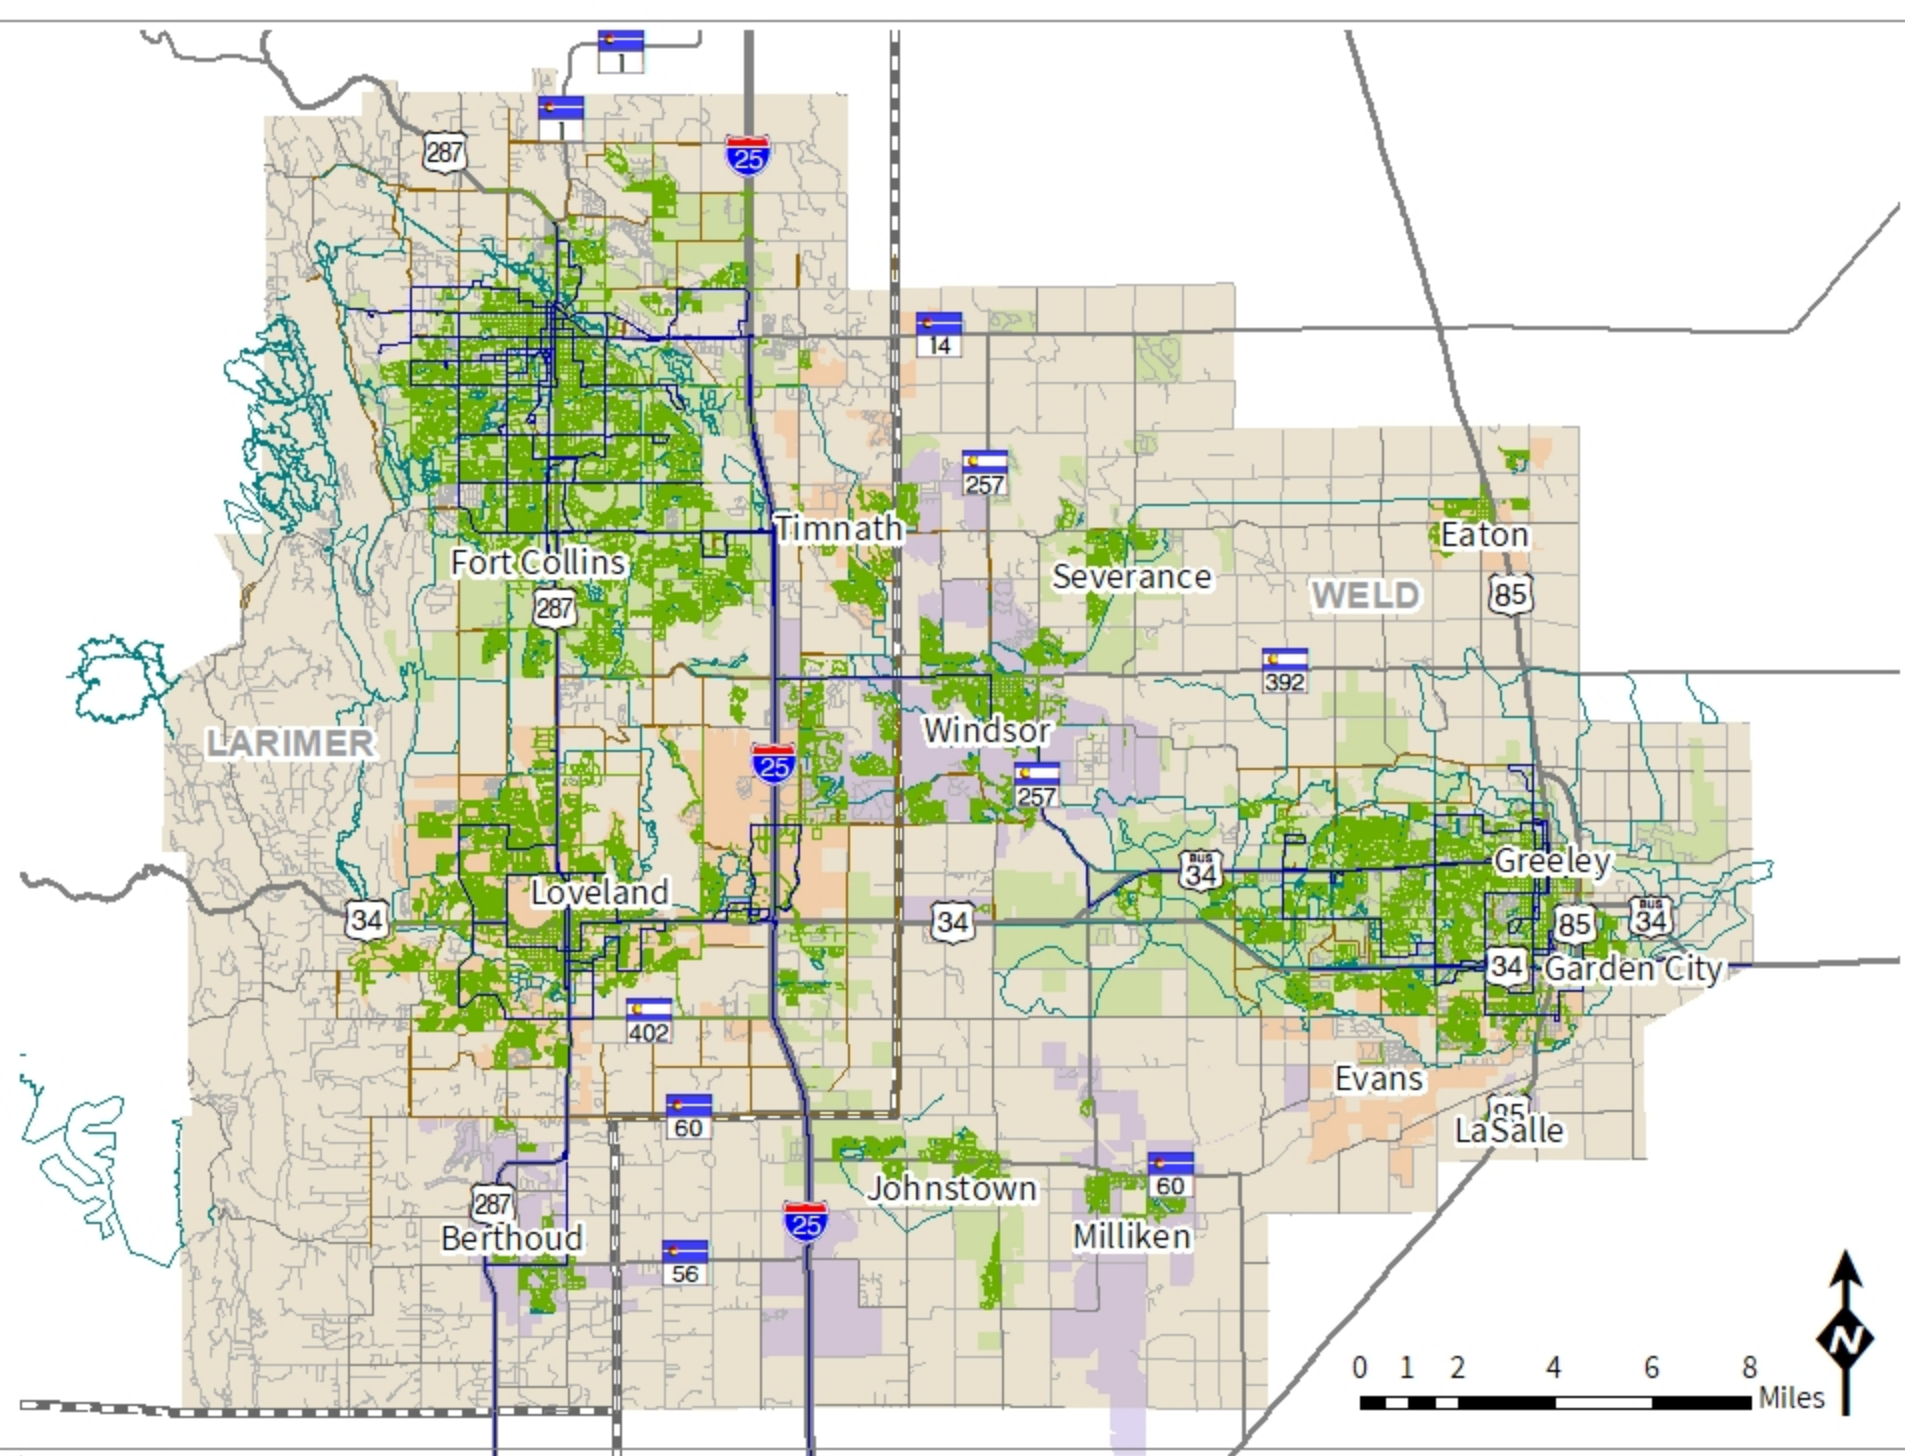 1
1
287
25
14
257
Timnath
Eaton
Fort Collins
Severance
WELD
85
287
392
LARIMER
Windsor
25
257
Greeley
BUS
34
Loveland
34
34
85
BUS
34
34
Garden City
402
Evans
85
LaSalle
60
60
Johnstown
287
25
Berthoud
Milliken
56
N
0 1 2 4 6 8
Miles